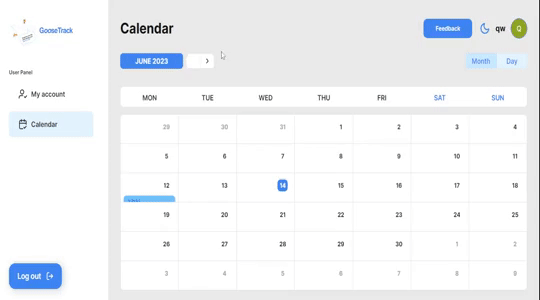 GooseTrack
User Panel
My account
Calendar
Log out
Calendar
Feedback
qw
Q
JUNE 2023
Month
Day
MON TUE WED THU FRI SAT SUN
29 30 31 1 2 3 4
5 6 7 8 9 10 11
12 13 14 15 16 17 18
19 20 21 22 23 24 25
26 27 28 29 30 1 2
3 4 5 6 7 8 9